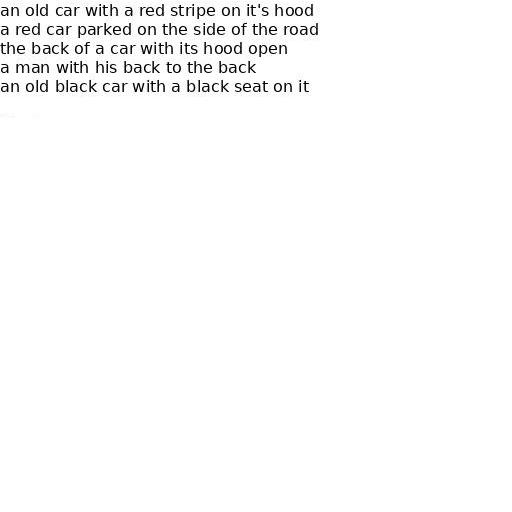 an old car with a red stripe on it's hood
a red car parked on the side of the road
the back of a car with its hood open
a man with his back to the back
an old black car with a black seat on it